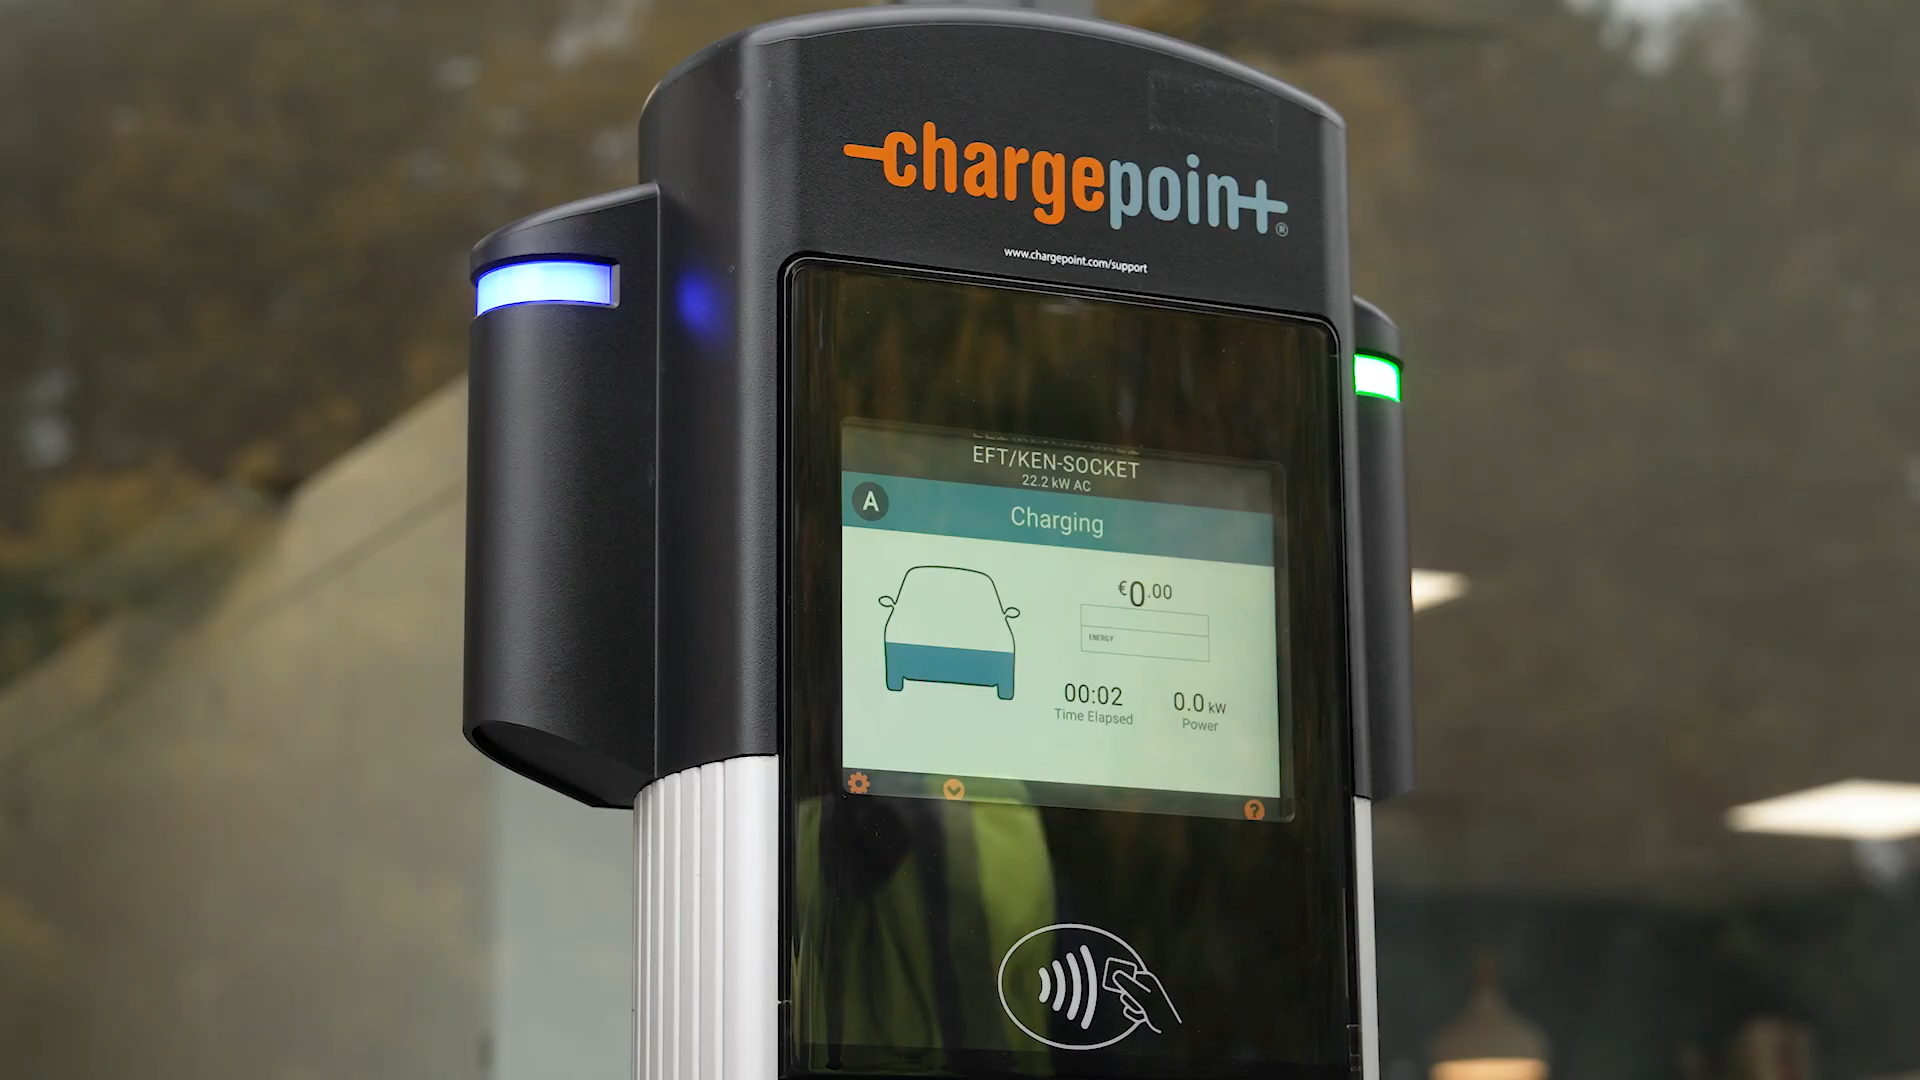 chargepoint®
www.chargepoint.com/support
EFT/KEN-SOCKET
22.2 kW AC
A
Charging
€0.00
ENERGY
00:02
Time Elapsed
0.0 kW
Power
?